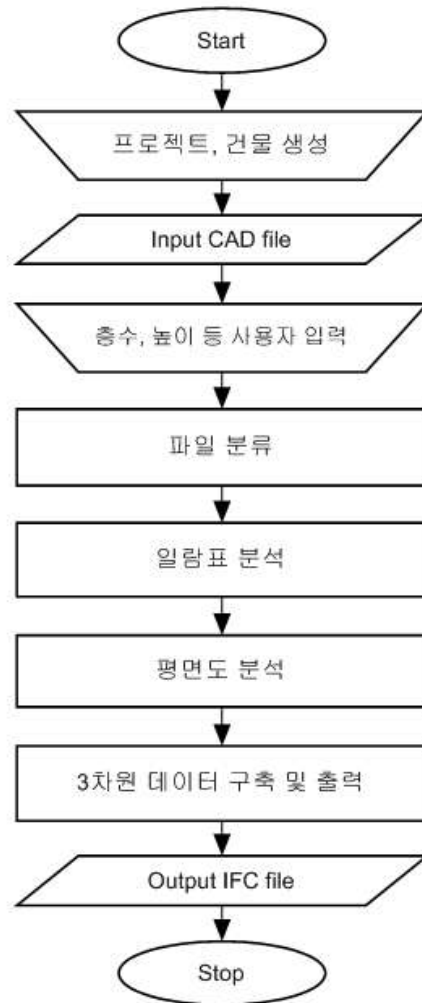 Start
프로젝트, 건물 생성
Input CAD file
층수, 높이 등 사용자 입력
파일 분류
일람표 분석
평면도 분석
3차원 데이터 구축 및 출력
Output IFC file
Stop